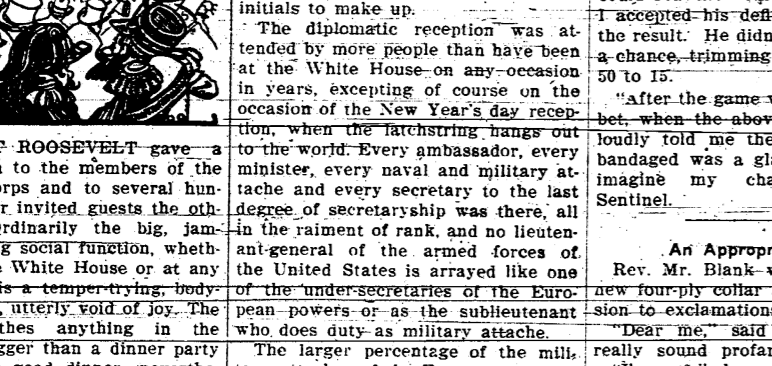 ROOSEVELT gave a
to the members of the
orps and to several hun-
r invited guests the oth-
rdinarily the big, jam-
g social function, wheth-
White House or at any
is a temper-trying, body-
, utterly void of joy. The
thes anything in the
gger than a dinner party
initials to make up.
The diplomatic reception was at-
tended by more people than have been
at the White House on any occasion
in years, excepting of course on the
occasion of the New Year's day recep-
tion, when the latchstring hangs out
to the world. Every ambassador, every
minister, every naval and military at-
tache and every secretary to the last
degree of secretaryship was there, all
in the raiment of rank, and no lieuten-
ant-general of the armed forces of
the United States is arrayed like one
of the under-secretaries of the Euro-
pean powers or as the sublieutenant
who does duty as military attache.
The larger percentage of the mili-
I accepted his defi
the result. He didn
a chance, trimming
50 to 15.
"After the game
bet, when the abov
loudly told me the
bandaged was a gla
imagine my cha
Sentinel.
An Appropr
Rev. Mr. Blank
new four-ply collar
sion to exclamation
"Dear me," said
really sound profan